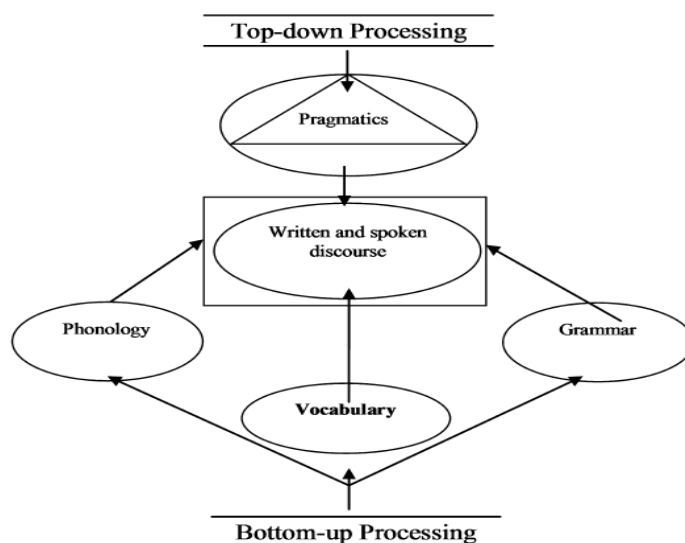 Top-down Processing
Pragmatics
Written and spoken
discourse
Phonology
Grammar
Vocabulary
Bottom-up Processing